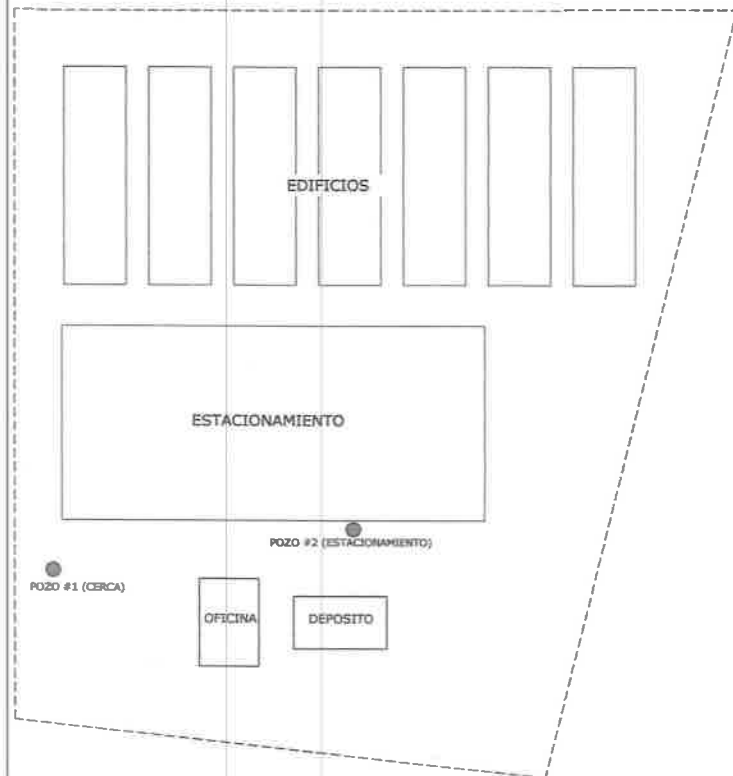 EDIFICIOS
ESTACIONAMIENTO
POZO #2 (ESTACIONAMIENTO)
POZO #1 (CERCA)
OFICINA
DEPOSITO